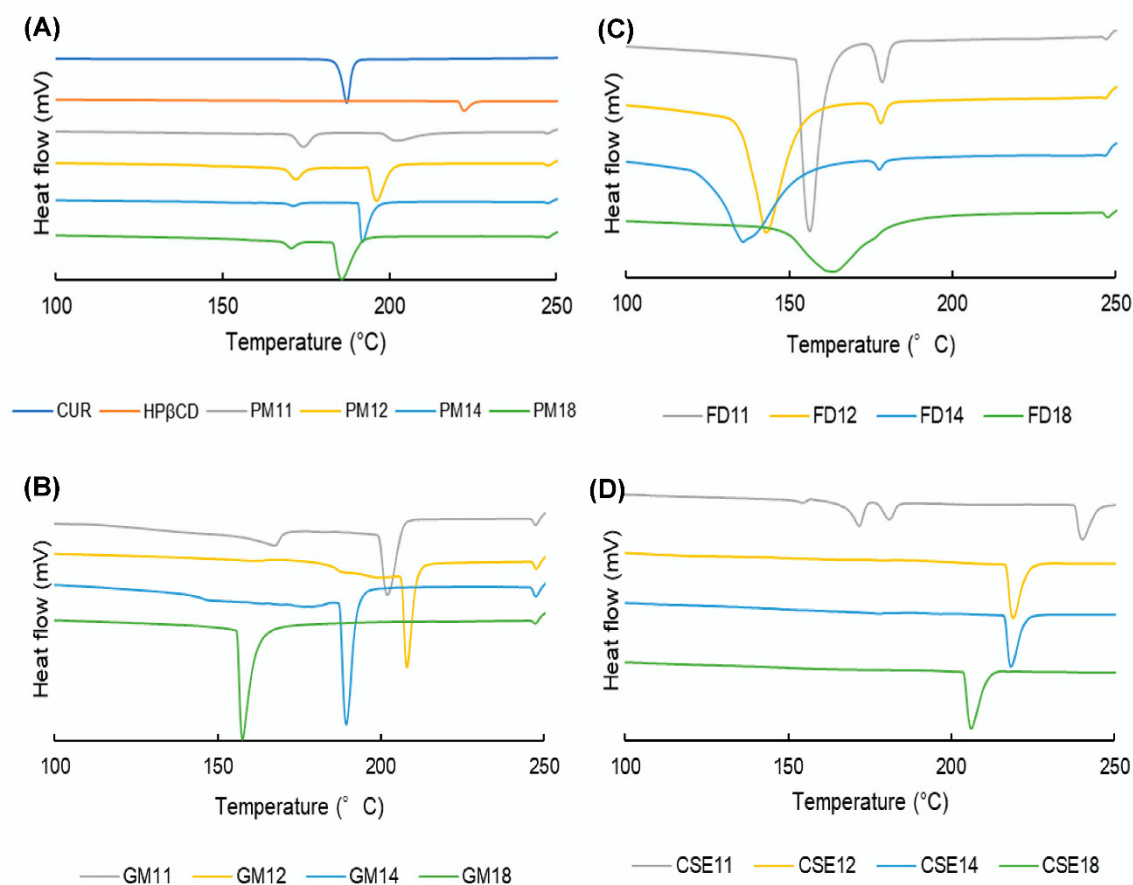 (A)
Heat flow (mV)
100 150 200 250
Temperature (°C)
CUR HPβCD PM11 PM12 PM14 PM18
(C)
Heat flow (mV)
100 150 200 250
Temperature (° C)
FD11 FD12 FD14 FD18
(B)
Heat flow (mV)
100 150 200 250
Temperature (° C)
GM11 GM12 GM14 GM18
(D)
Heat flow (mV)
100 150 200 250
Temperature (°C)
CSE11 CSE12 CSE14 CSE18